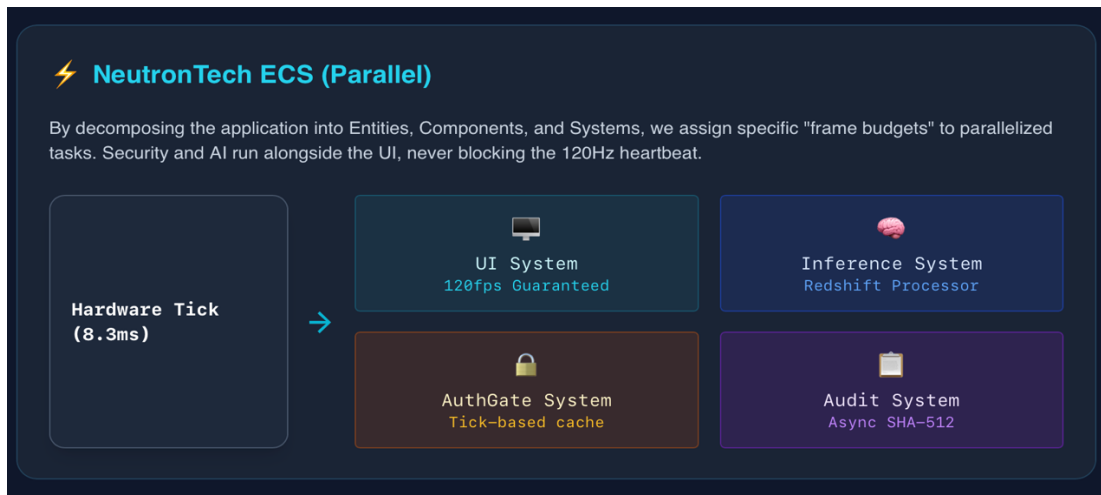 NeutronTech ECS (Parallel)
By decomposing the application into Entities, Components, and Systems, we assign specific "frame budgets" to parallelized
tasks. Security and AI run alongside the UI, never blocking the 120Hz heartbeat.
Hardware Tick
(8.3ms)
UI System
120fps Guaranteed
Inference System
Redshift Processor
AuthGate System
Tick-based cache
Audit System
Async SHA-512